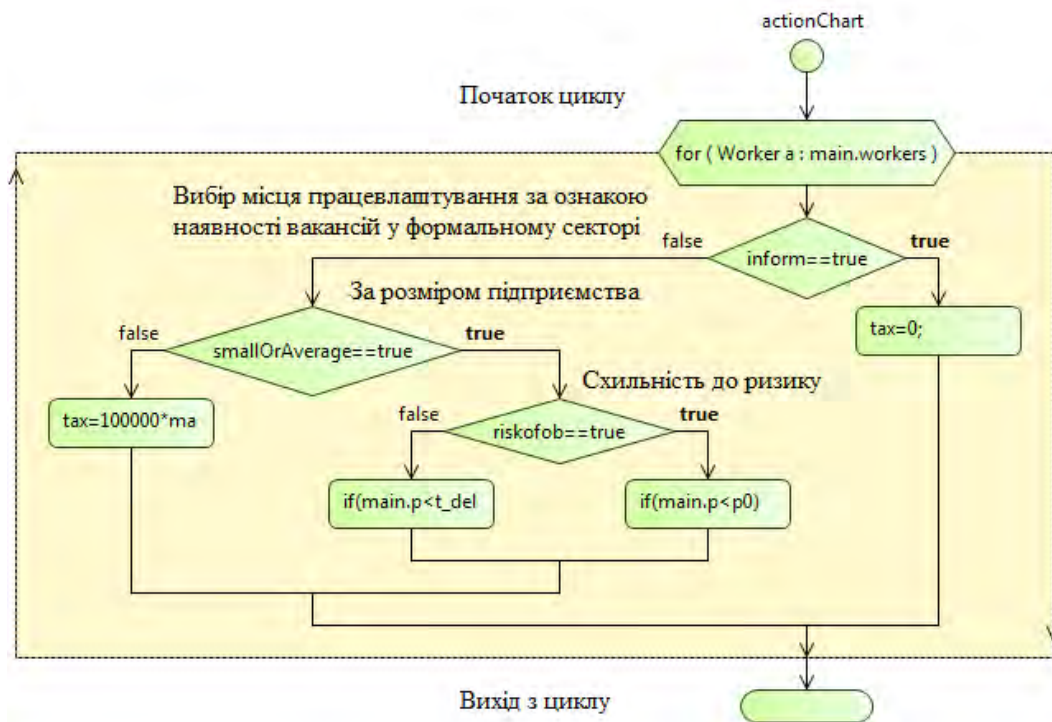 actionChart
Початок циклу
for ( Worker a : main.workers )
Вибір місця працевлаштування за ознакою
наявності вакансій у формальному секторі
false
true
inform==true
За розміром підприємства
tax=0;
false
true
smallOrAverage==true
Схильність до ризику
tax=100000*ma
false
true
riskofob==true
if(main.p<t_del
if(main.p<p0)
Вихід з циклу